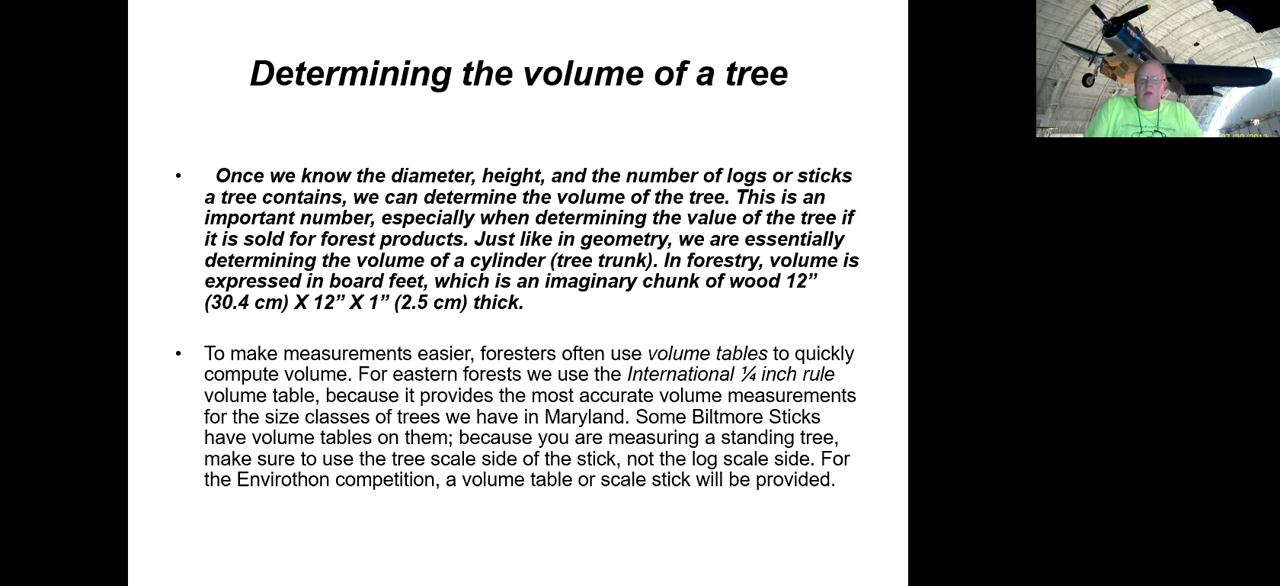 Determining the volume of a tree
• Once we know the diameter, height, and the number of logs or sticks
a tree contains, we can determine the volume of the tree. This is an
important number, especially when determining the value of the tree if
it is sold for forest products. Just like in geometry, we are essentially
determining the volume of a cylinder (tree trunk). In forestry, volume is
expressed in board feet, which is an imaginary chunk of wood 12”
(30.4 cm) X 12” X 1” (2.5 cm) thick.
• To make measurements easier, foresters often use volume tables to quickly
compute volume. For eastern forests we use the International ¼ inch rule
volume table, because it provides the most accurate volume measurements
for the size classes of trees we have in Maryland. Some Biltmore Sticks
have volume tables on them; because you are measuring a standing tree,
make sure to use the tree scale side of the stick, not the log scale side. For
the Envirothon competition, a volume table or scale stick will be provided.